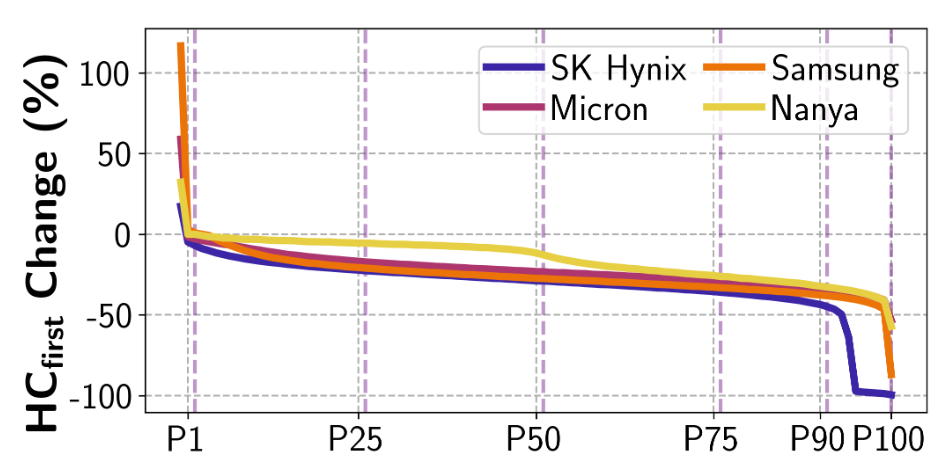 HCfirst Change (%)
100
50
0
-50
-100
SK Hynix
Samsung
Micron
Nanya
P1
P25
P50
P75
P90
P100